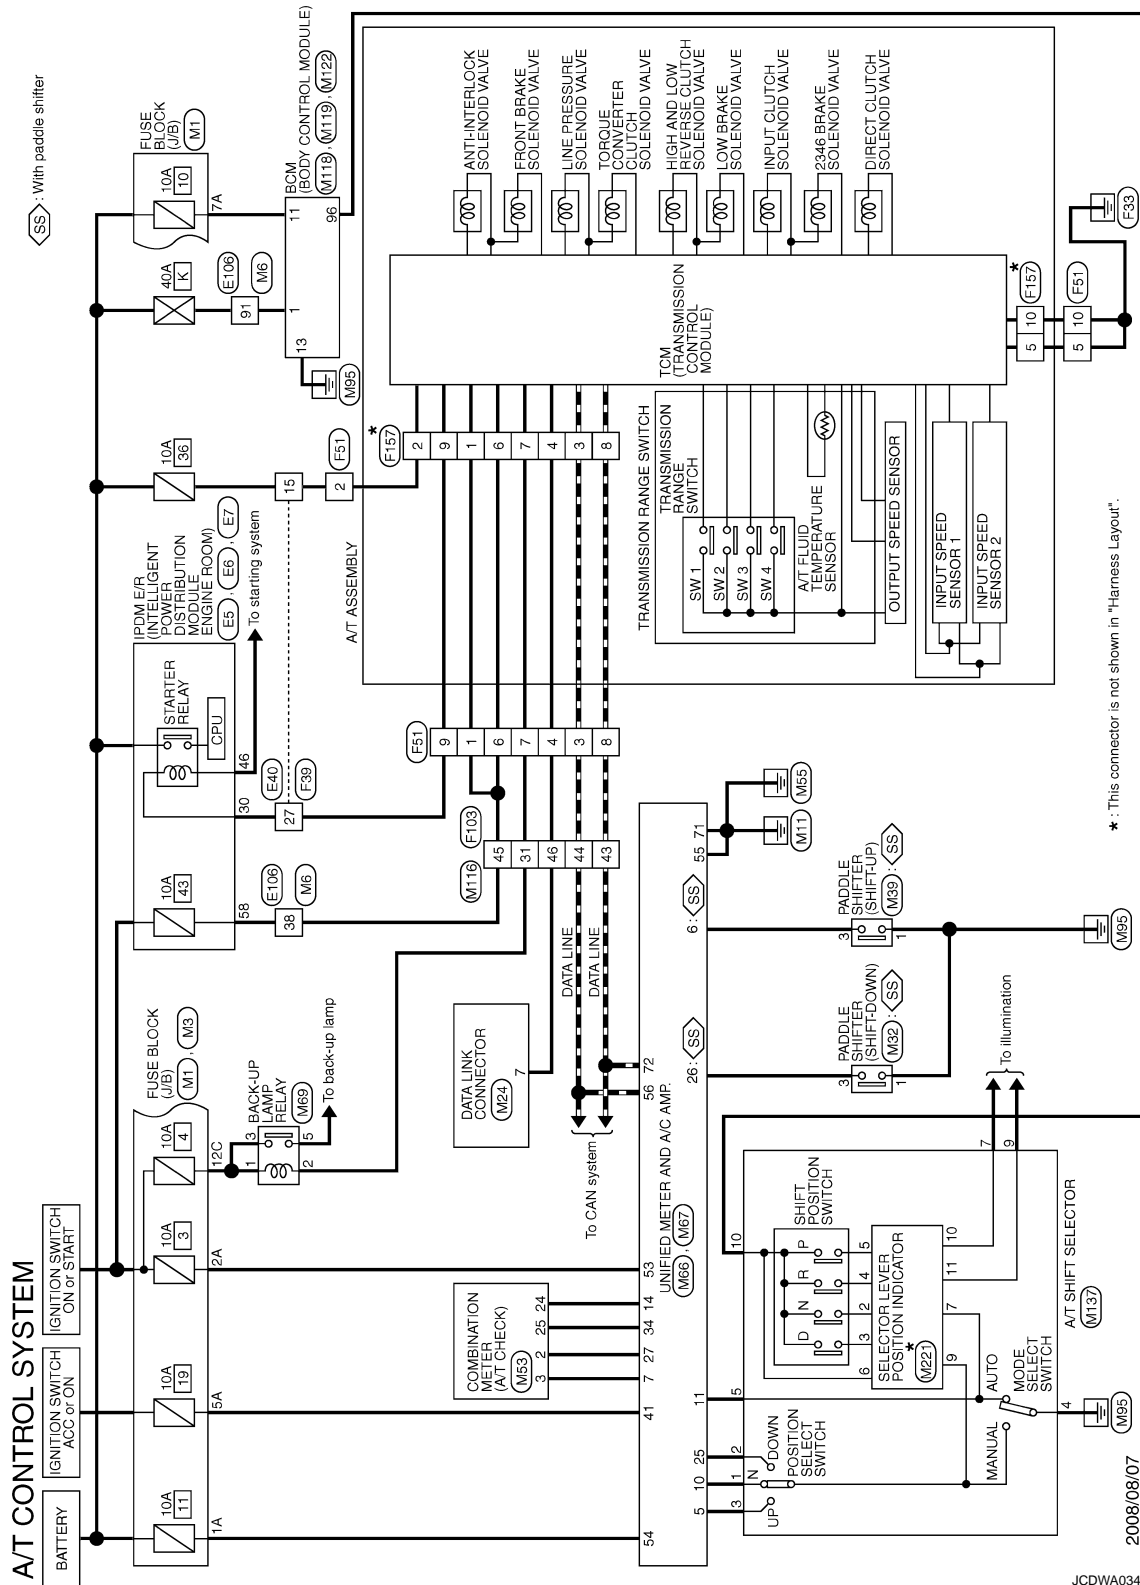 A/T CONTROL SYSTEM
BATTERY
IGNITION SWITCH
ACC or ON
IGNITION SWITCH
ON or START
SS : With paddle shifter
FUSE BLOCK
(J/B)
M1 , M3
10A
11
10A
19
10A
3
10A
4
1A
5A
2A
12C
BACK-UP
LAMP
RELAY
M69
1
3
2
5
To back-up lamp
IPDM E/R
(INTELLIGENT
POWER
DISTRIBUTION
MODULE
ENGINE ROOM)
E5 , E6 , E7
10A
43
STARTER
RELAY
CPU
58
30
46
To starting system
E106
38
M6
E40
27
F39
10A
36
15
2
F51
40A
K
E106
91
M6
FUSE
BLOCK
(J/B)
M1
10A
10
7A
BCM
(BODY CONTROL MODULE)
M118 , M119 , M122
13
1
11
96
M95
COMBINATION
METER
(A/T CHECK)
M53
3
2
25
24
DATA LINK
CONNECTOR
M24
7
To CAN system
DATA LINE
DATA LINE
M116
F103
45
31
46
44
43
F51
9
1
6
7
4
3
8
A/T ASSEMBLY
F157 *
2
9
1
6
7
4
3
8
TCM
(TRANSMISSION
CONTROL
MODULE)
ANTI-INTERLOCK
SOLENOID VALVE
FRONT BRAKE
SOLENOID VALVE
LINE PRESSURE
SOLENOID VALVE
TORQUE
CONVERTER
CLUTCH
SOLENOID VALVE
HIGH AND LOW
REVERSE CLUTCH
SOLENOID VALVE
LOW BRAKE
SOLENOID VALVE
INPUT CLUTCH
SOLENOID VALVE
2346 BRAKE
SOLENOID VALVE
DIRECT CLUTCH
SOLENOID VALVE
TRANSMISSION RANGE SWITCH
TRANSMISSION
RANGE
SWITCH
SW 1
SW 2
SW 3
SW 4
A/T FLUID
TEMPERATURE
SENSOR
OUTPUT SPEED SENSOR
INPUT SPEED
SENSOR 1
INPUT SPEED
SENSOR 2
5
10
F157 *
5
10
F51
F33
54
41
7
27
34
14
53
56
72
UNIFIED METER AND A/C AMP.
M66 , M67
5
10
25
11
26 : SS
6 : SS
55
71
M11
M55
PADDLE
SHIFTER
(SHIFT-DOWN)
M32 : SS
3
1
PADDLE
SHIFTER
(SHIFT-UP)
M39 : SS
3
1
M95
To illumination
3
1
2
5
10
7
9
UP
N
DOWN
POSITION
SELECT
SWITCH
D
N
R
P
SHIFT
POSITION
SWITCH
6
3
2
4
5
SELECTOR LEVER
POSITION INDICATOR
M221 *
9
7
11
10
MANUAL
AUTO
MODE
SELECT
SWITCH
4
M95
A/T SHIFT SELECTOR
M137
* : This connector is not shown in "Harness Layout".
2008/08/07
JCDWA034